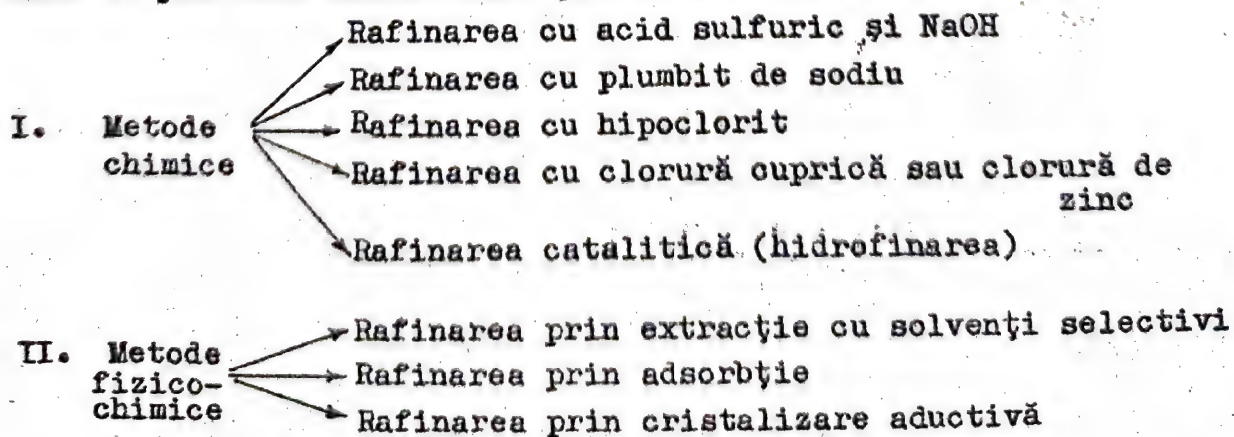 Rafinarea cu acid sulfuric și NaOH
Rafinarea cu plumbit de sodiu
I. Metode
chimice
Rafinarea cu hipoclorit
Rafinarea cu clorură cuprică sau clorură de
zinc
Rafinarea catalitică (hidrofinarea)
Rafinarea prin extracţie cu solvenţi selectivi
II. Metode
fizico-
chimice
Rafinarea prin adsorbţie
Rafinarea prin cristalizare aductivă